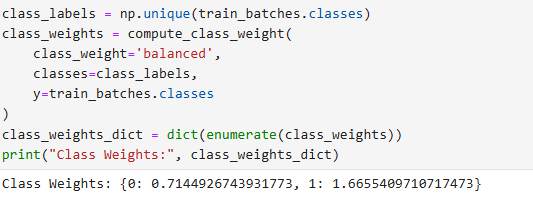 class_labels = np.unique(train_batches.classes)
class_weights = compute_class_weight(
    class_weight='balanced',
    classes=class_labels,
    y=train_batches.classes
)
class_weights_dict = dict(enumerate(class_weights))
print("Class Weights:", class_weights_dict)
Class Weights: {0: 0.7144926743931773, 1: 1.6655409710717473}